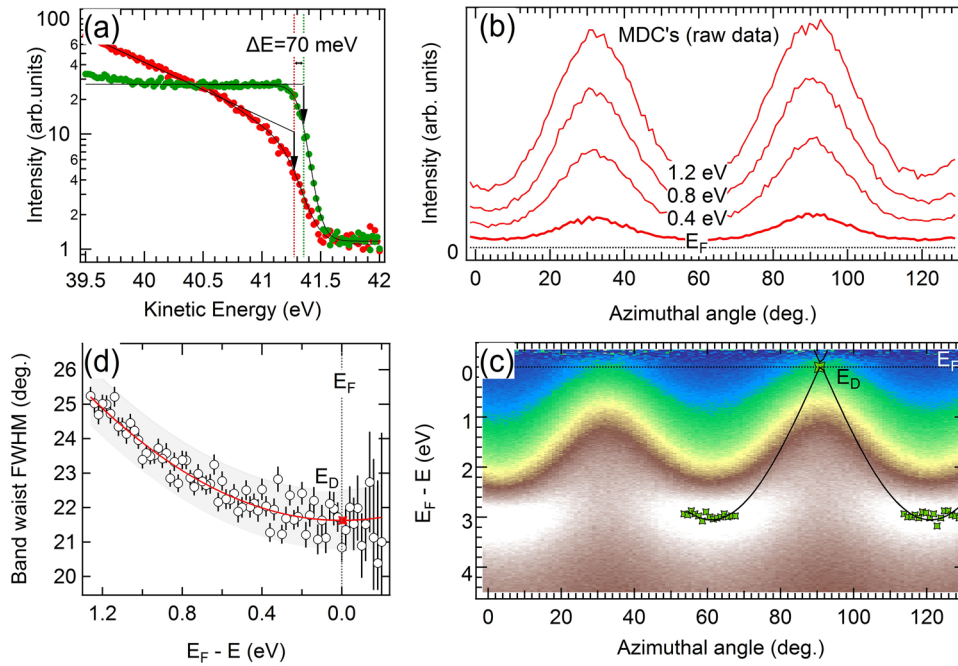 (a)
ΔE=70 meV
100
6
4
2
10
6
4
2
1
Intensity (arb.units)
39.5
40
40.5
41
41.5
42
Kinetic Energy (eV)
(b)
MDC's (raw data)
1.2 eV
0.8 eV
0.4 eV
E_F
0
Intensity (arb. units)
0
20
40
60
80
100
120
Azimuthal angle (deg.)
(d)
E_F
E_D
26
25
24
23
22
21
20
Band waist FWHM (deg.)
1.2
0.8
0.4
0.0
E_F - E (eV)
(c)
E_F
E_D
0
1
2
3
4
E_F - E (eV)
0
20
40
60
80
100
120
Azimuthal angle (deg.)